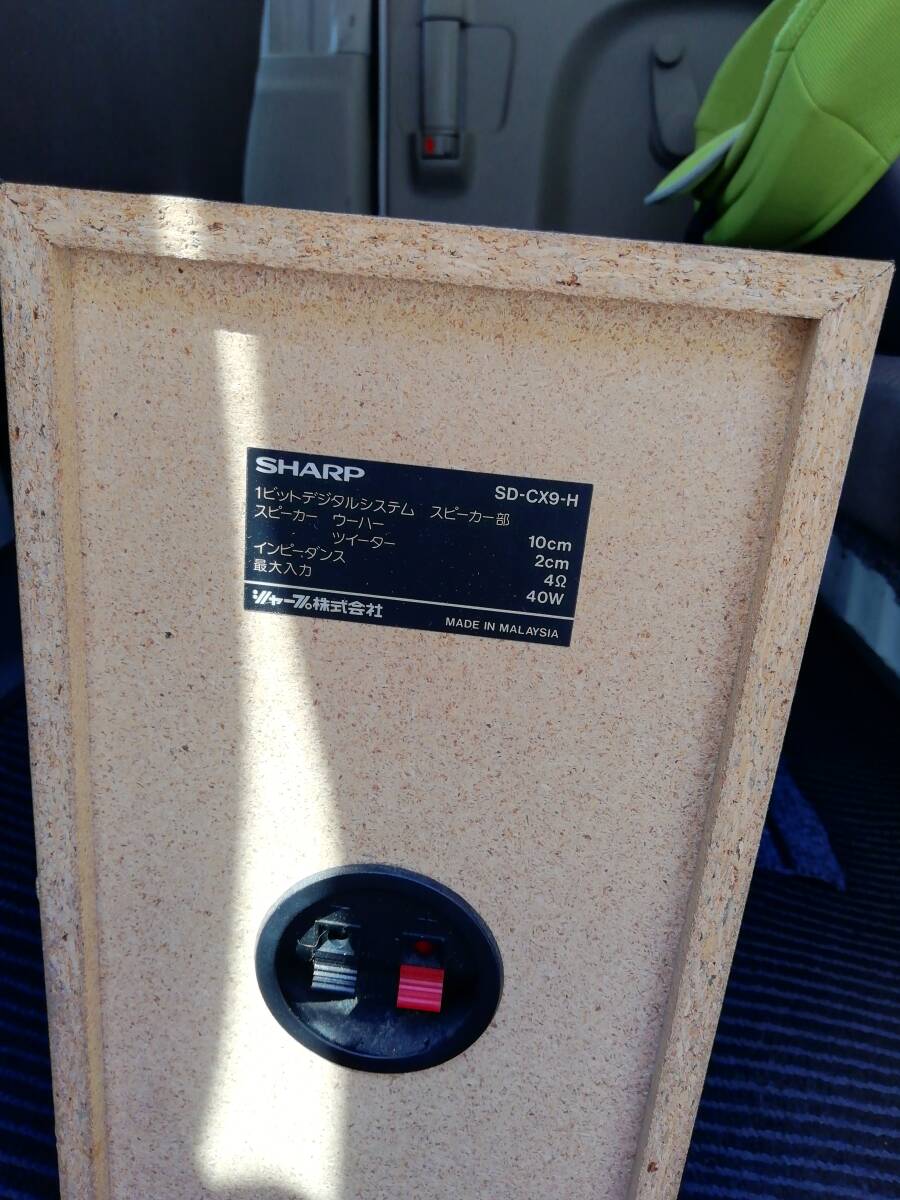 SHARP
SD-CX9-H
1ビットデジタルシステム スピーカー部
スピーカー ウーハー 10cm
ツイーター 2cm
インピーダンス 4Ω
最大入力 40W
シャープ株式会社
MADE IN MALAYSIA